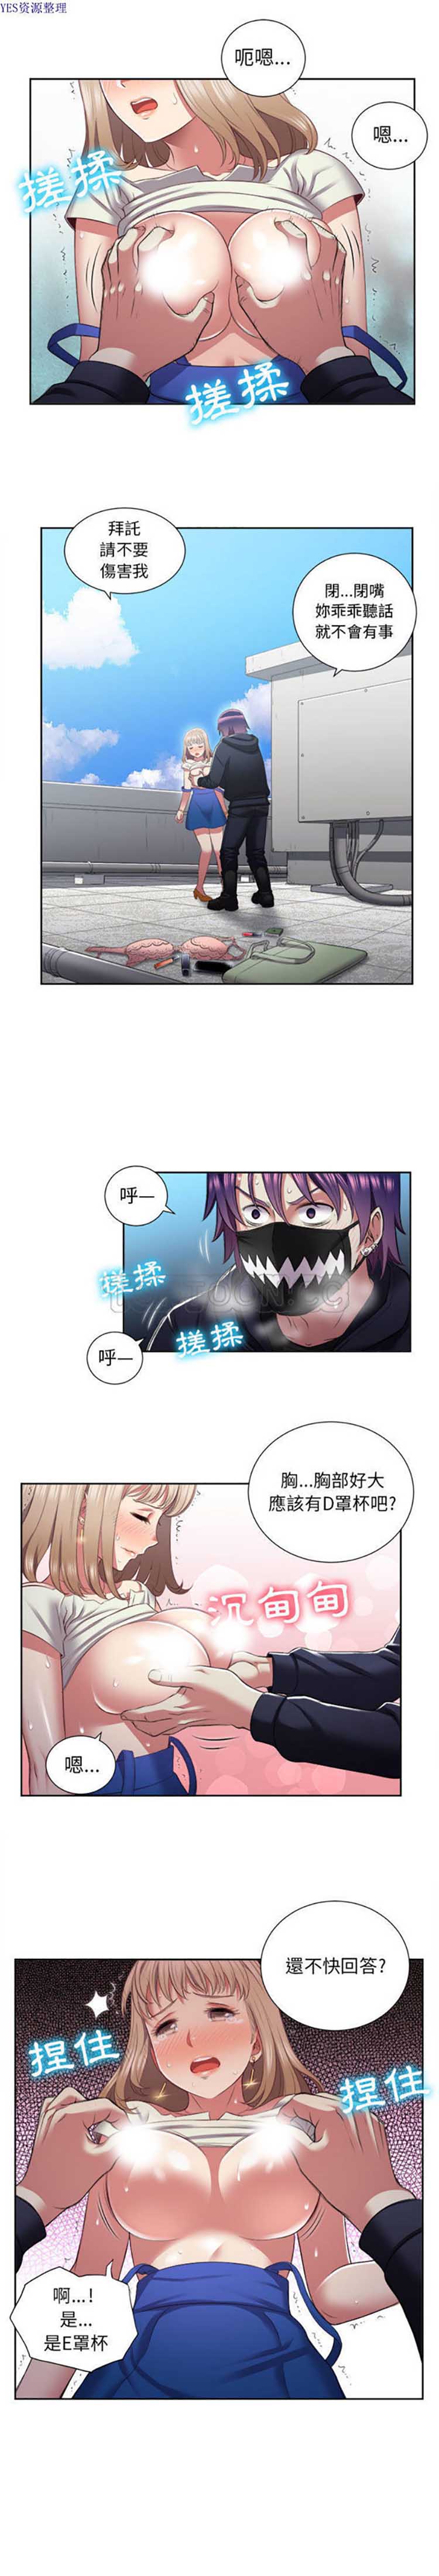 YES资源整理
呃嗯...
嗯...
搓揉
搓揉
拜託
請不要
傷害我
閉...閉嘴
妳乖乖聽話
就不會有事
呼—
搓揉
搓揉
呼—
胸...胸部好大
應該有D罩杯吧?
沉甸甸
嗯...
還不快回答?
捏住
捏住
啊...!
是...
是E罩杯